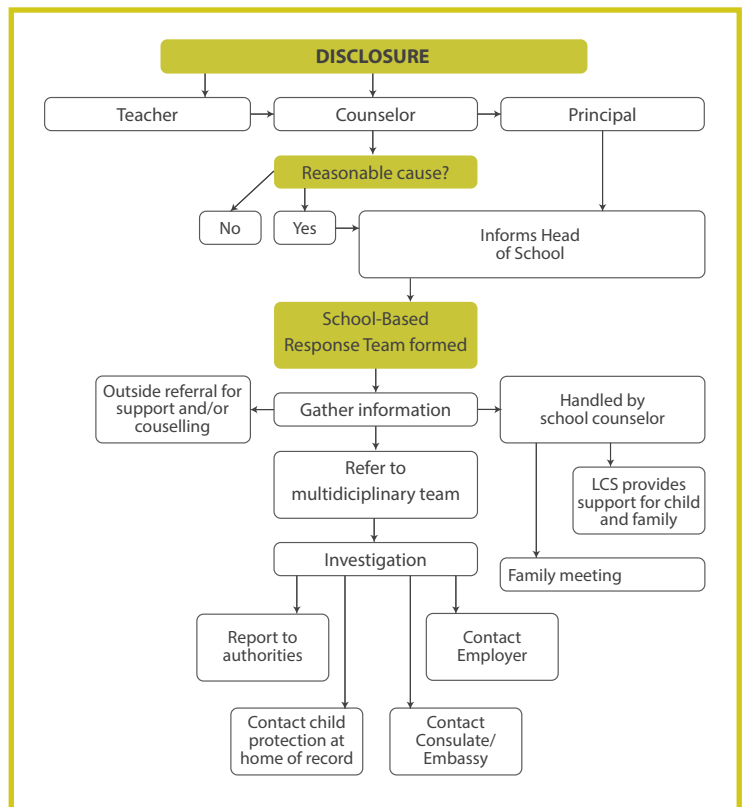 DISCLOSURE
Teacher
Counselor
Principal
Reasonable cause?
No
Yes
Informs Head
of School
School-Based
Response Team formed
Outside referral for
support and/or
couselling
Gather information
Handled by
school counselor
Refer to
multidiciplinary team
LCS provides
support for child
and family
Investigation
Family meeting
Report to
authorities
Contact
Employer
Contact child
protection at
home of record
Contact
Consulate/
Embassy